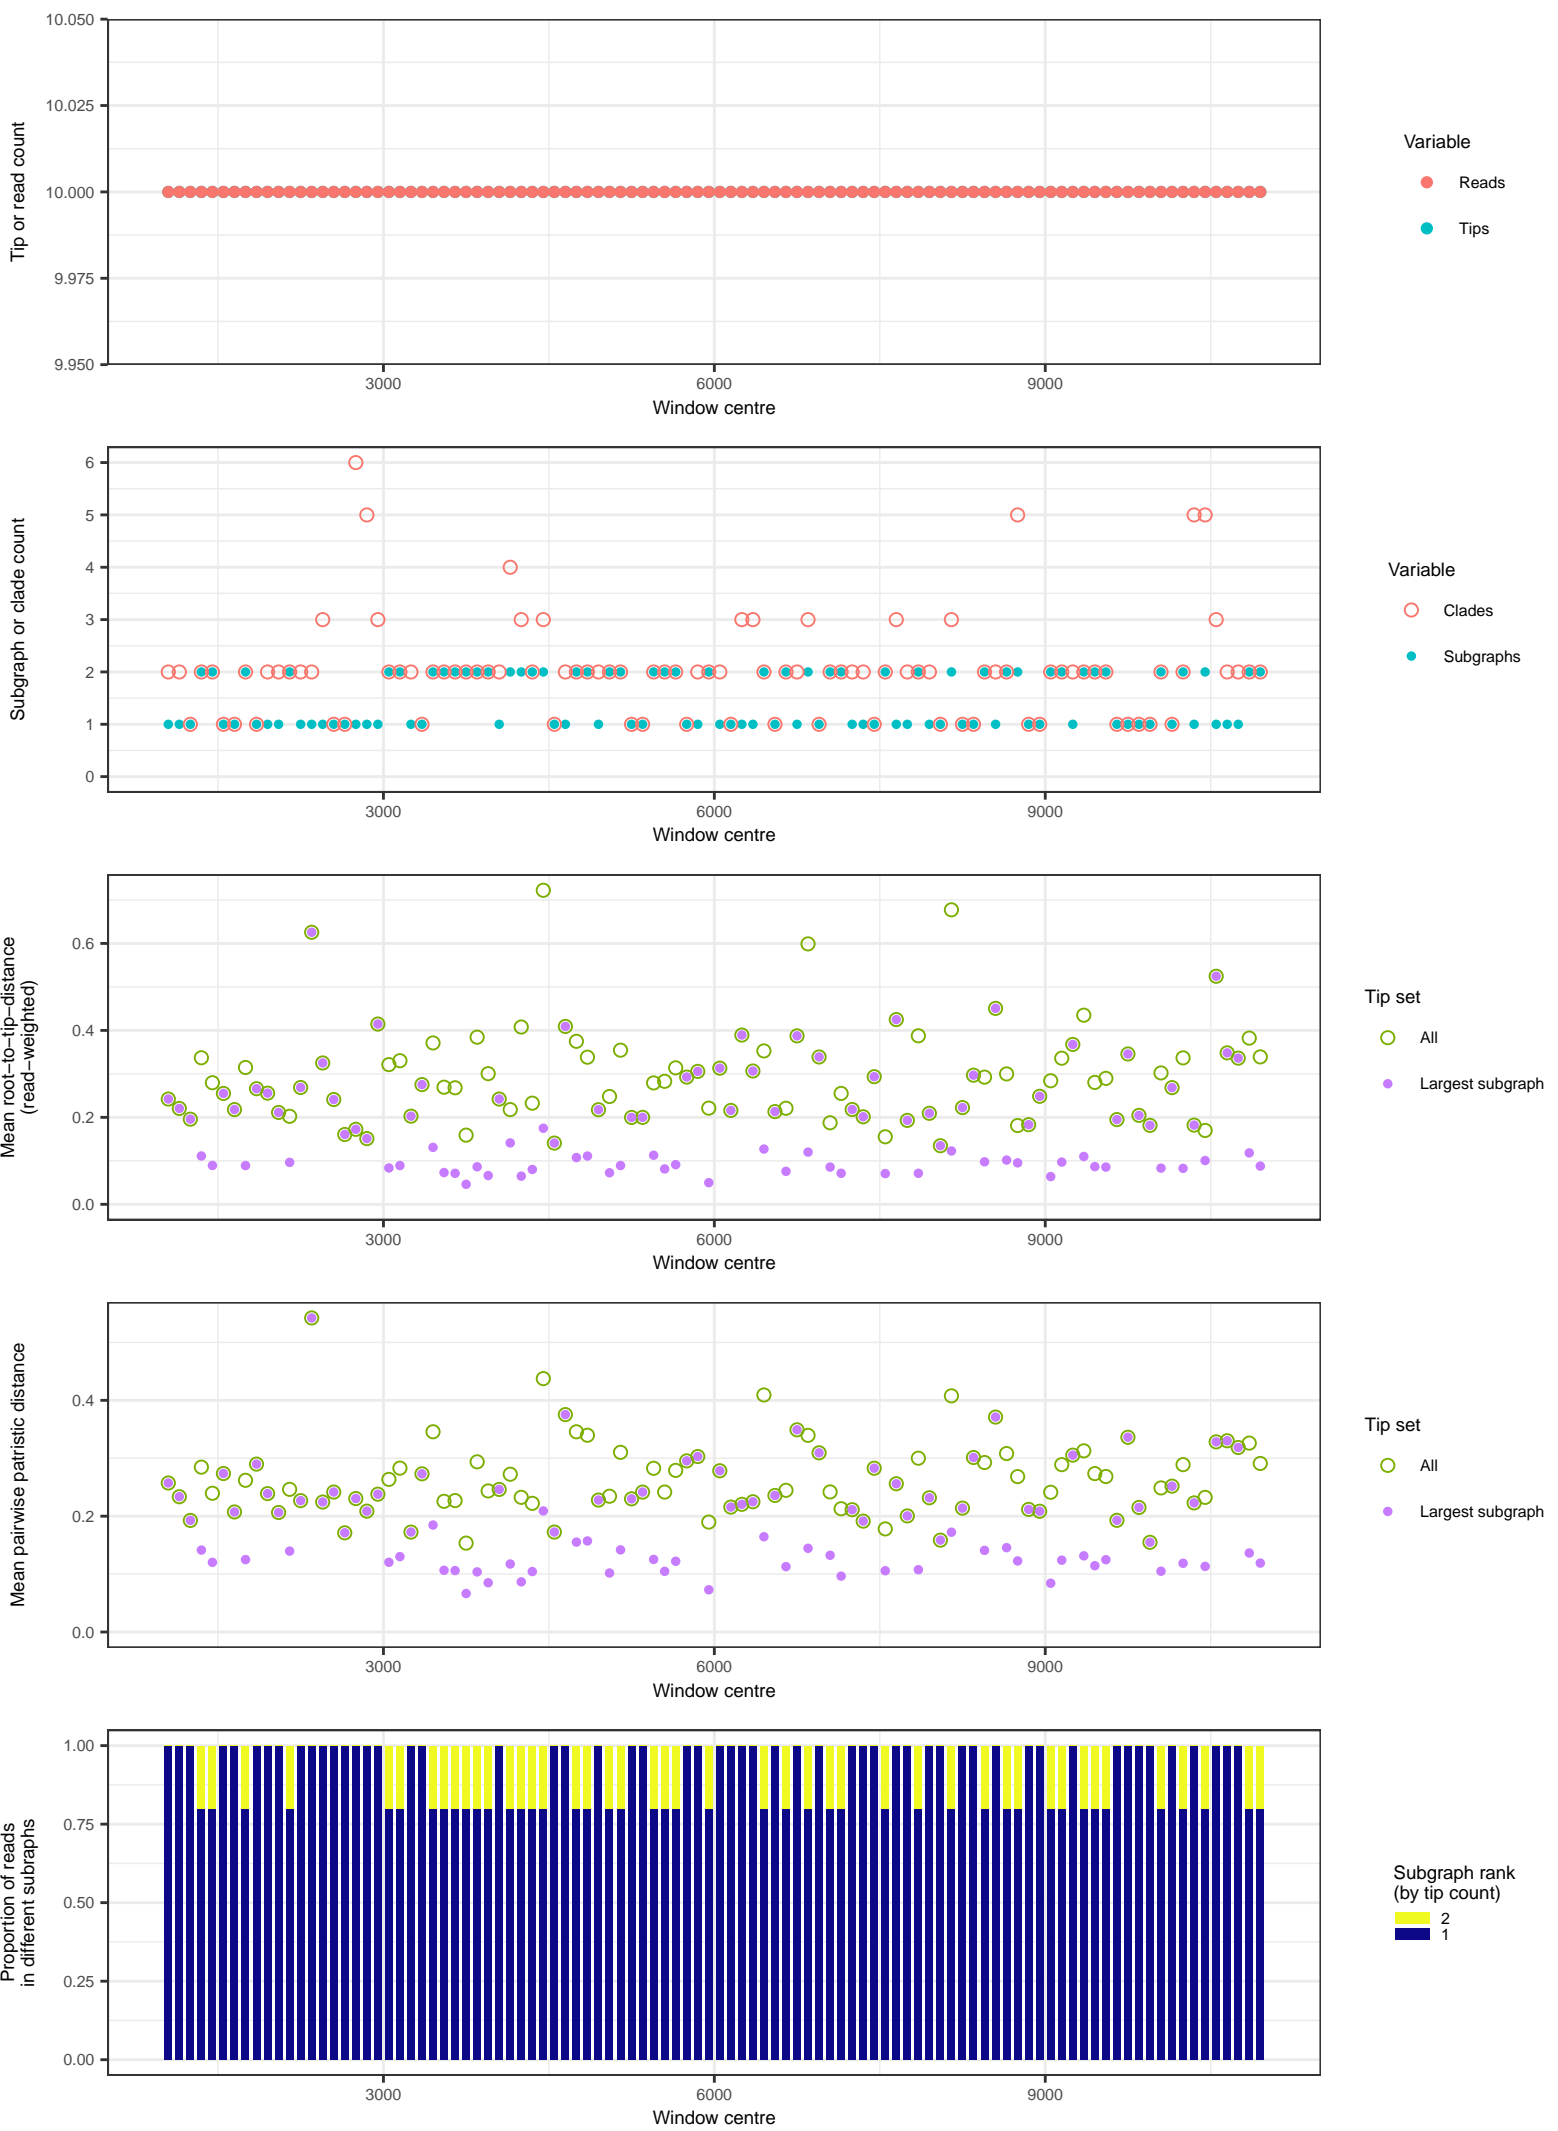 10.050
10.025
10.000
9.975
9.950
Tip or read count
3000 6000 9000
Window centre
Variable
Reads
Tips
6
5
4
3
2
1
0
Subgraph or clade count
3000 6000 9000
Window centre
Variable
Clades
Subgraphs
0.6
0.4
0.2
0.0
Mean root−to−tip−distance
(read−weighted)
3000 6000 9000
Window centre
Tip set
All
Largest subgraph
0.4
0.2
0.0
Mean pairwise patristic distance
3000 6000 9000
Window centre
Tip set
All
Largest subgraph
1.00
0.75
0.50
0.25
0.00
Proportion of reads
in different subraphs
3000 6000 9000
Window centre
Subgraph rank
(by tip count)
2
1